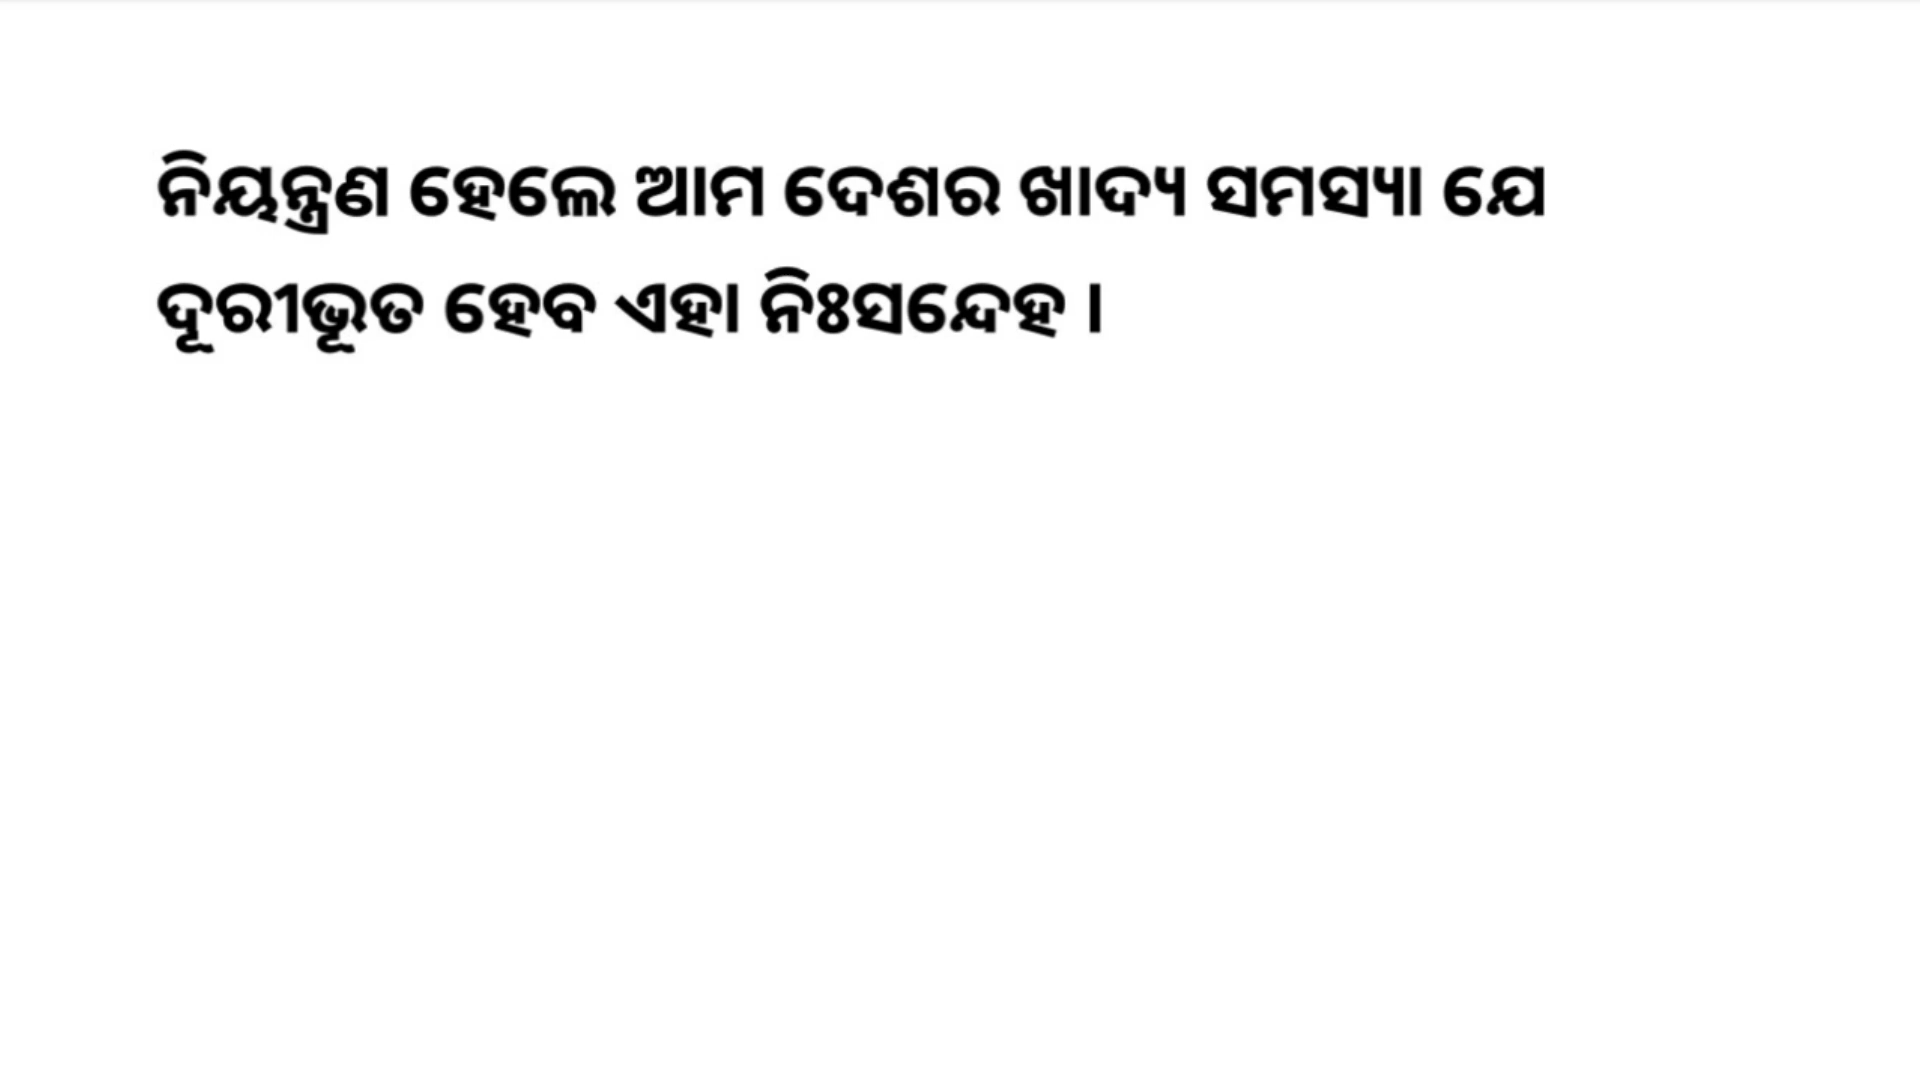 ନିୟନ୍ତ୍ରଣ ହେଲେ ଆମ ଦେଶର ଖାଦ୍ୟ ସମସ୍ୟା ଯେ
ଦୂରୀଭୂତ ହେବ ଏହା ନିଃସନ୍ଦେହ ।